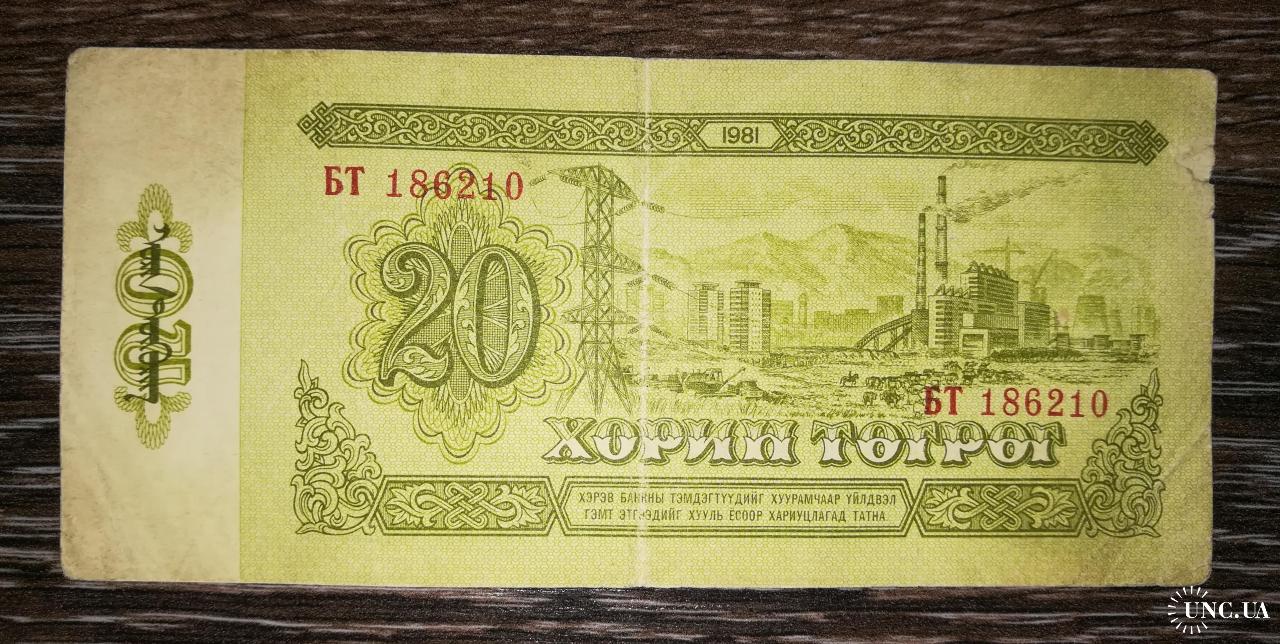 1981
БТ 186210
20
БТ 186210
ХОРИН ТӨГРӨГ
ХЭРЭВ БАНКНЫ ТЭМДЭГТҮҮДИЙГ ХУУРАМЧААР ҮЙЛДВЭЛ
ГЭМТ ЭТГЭЭДИЙГ ХУУЛЬ ЁСООР ХАРИУЦЛАГАД ТАТНА
UNC.UA